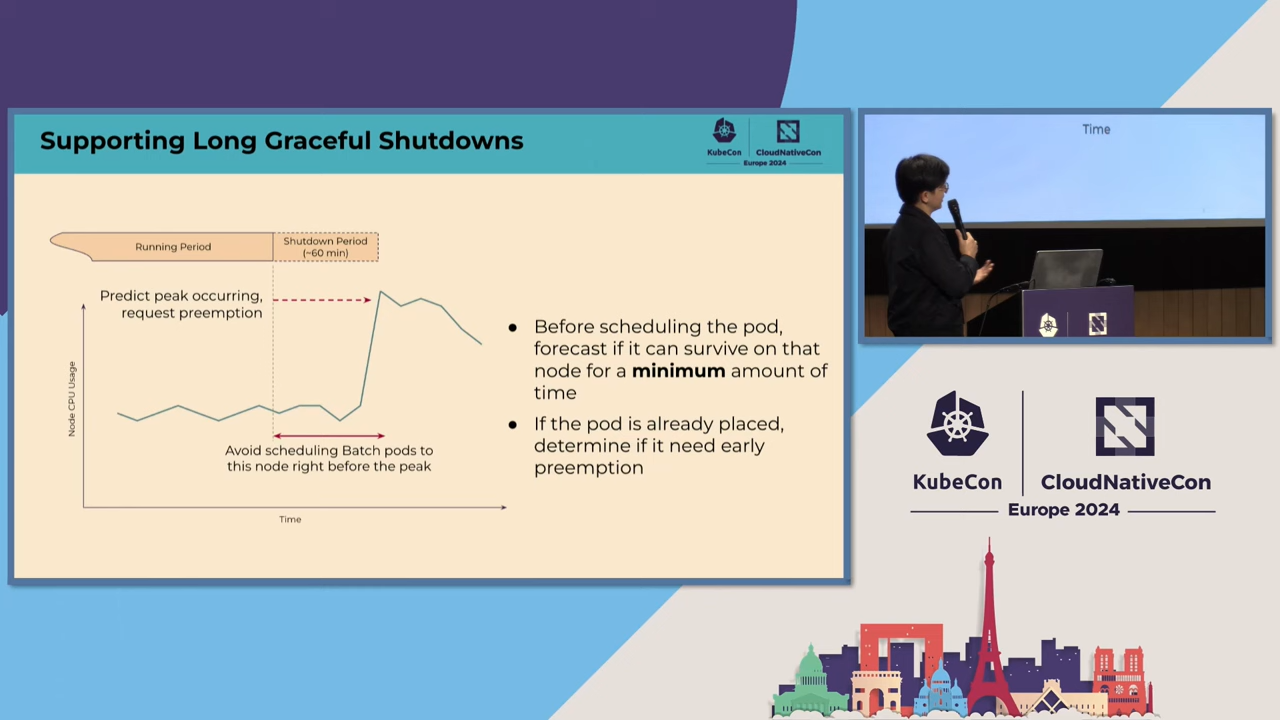 Supporting Long Graceful Shutdowns
KubeCon
CloudNativeCon
Europe 2024
Running Period
Shutdown Period
(~60 min)
Predict peak occurring,
request preemption
Node CPU Usage
Avoid scheduling Batch pods to
this node right before the peak
Time
● Before scheduling the pod,
forecast if it can survive on that
node for a minimum amount of
time
● If the pod is already placed,
determine if it need early
preemption
Time
KubeCon
CloudNativeCon
Europe 2024